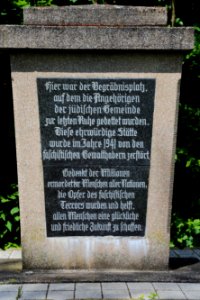 Hier war der Begräbnisplatz,
auf dem die Angehörigen
der jüdischen Gemeinde
zur letzten Ruhe gebettet wurden.
Diese ehrwürdige Stätte
wurde im Jahre 1941 von den
faschistischen Gewalthabern zerstört.
Gedenkt der Millionen
ermordeter Menschen aller Nationen,
die Opfer des faschistischen
Terrors wurden und helft
allen Menschen eine glückliche
und friedliche Zukunft zu schaffen.